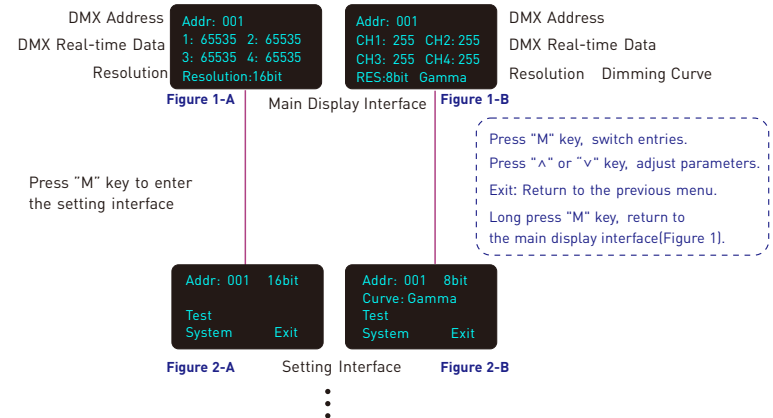 DMX Address
DMX Real-time Data
Resolution
Addr: 001
1: 65535 2: 65535
3: 65535 4: 65535
Resolution:16bit
Figure 1-A
Main Display Interface
Addr: 001
CH1: 255 CH2: 255
CH3: 255 CH4: 255
RES:8bit Gamma
Figure 1-B
DMX Address
DMX Real-time Data
Resolution Dimming Curve
Press "M" key to enter
the setting interface
Press "M" key, switch entries.
Press "∧" or "∨" key, adjust parameters.
Exit: Return to the previous menu.
Long press "M" key, return to
the main display interface(Figure 1).
Addr: 001 16bit
Test
System Exit
Figure 2-A
Setting Interface
Addr: 001 8bit
Curve: Gamma
Test
System Exit
Figure 2-B